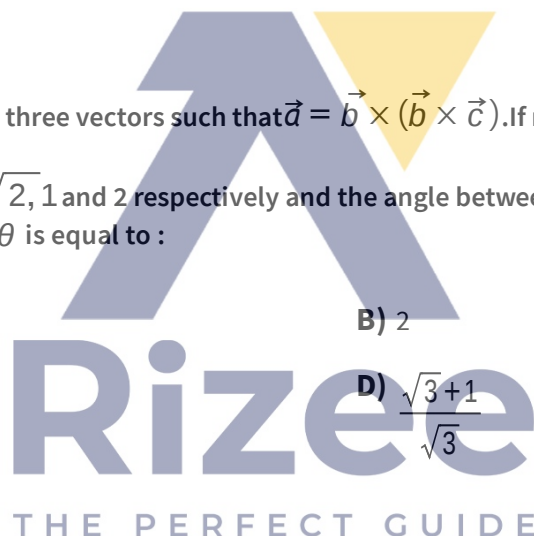 three vectors such that a⃗ = b⃗ × (b⃗ × c⃗).If
√2, 1 and 2 respectively and the angle
θ is equal to :
B) 2
D) √3+1
√3
Rizee
THE PERFECT GUIDE